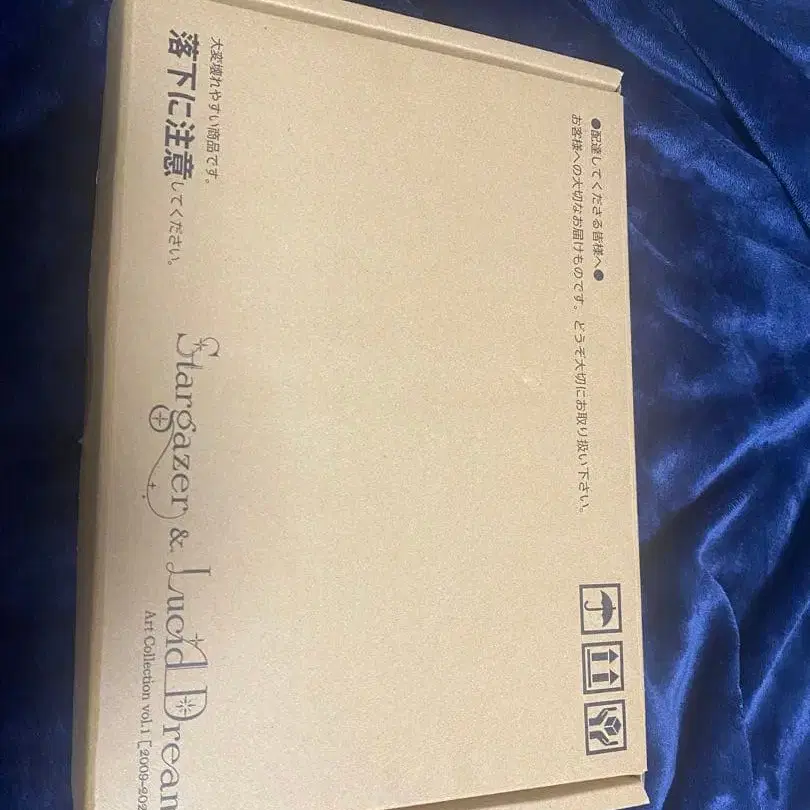 ●配達してくださる皆様へ●
お客様への大切なお届けものです。どうぞ大切にお取り扱い下さい。
大変壊れやすい商品です。
落下に注意してください。
Stargazer & Lucid Dream
Art Collection vol.1 [2009-202